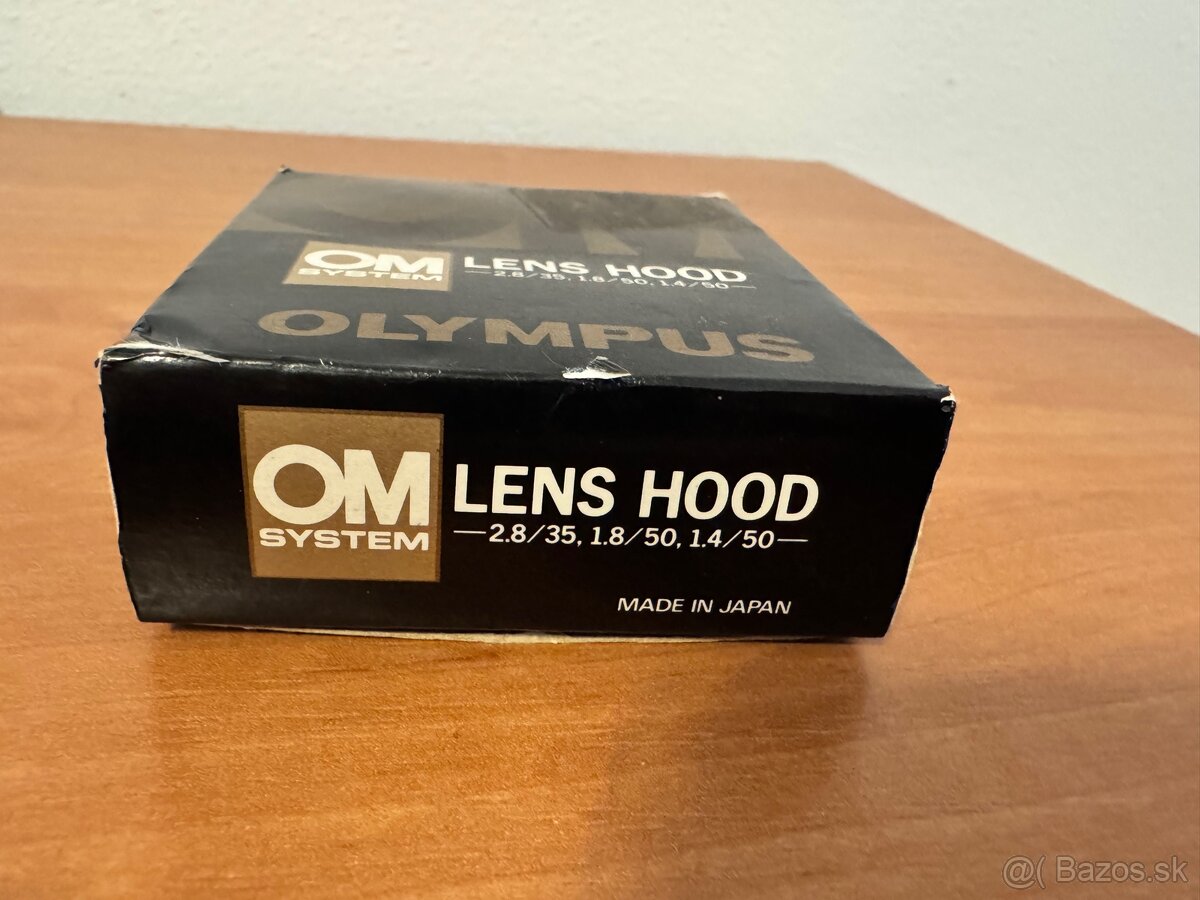 OM
SYSTEM
LENS HOOD
2.8/35, 1.8/50, 1.4/50
OLYMPUS
OM
SYSTEM
LENS HOOD
—2.8/35, 1.8/50, 1.4/50—
MADE IN JAPAN
@( Bazos.sk